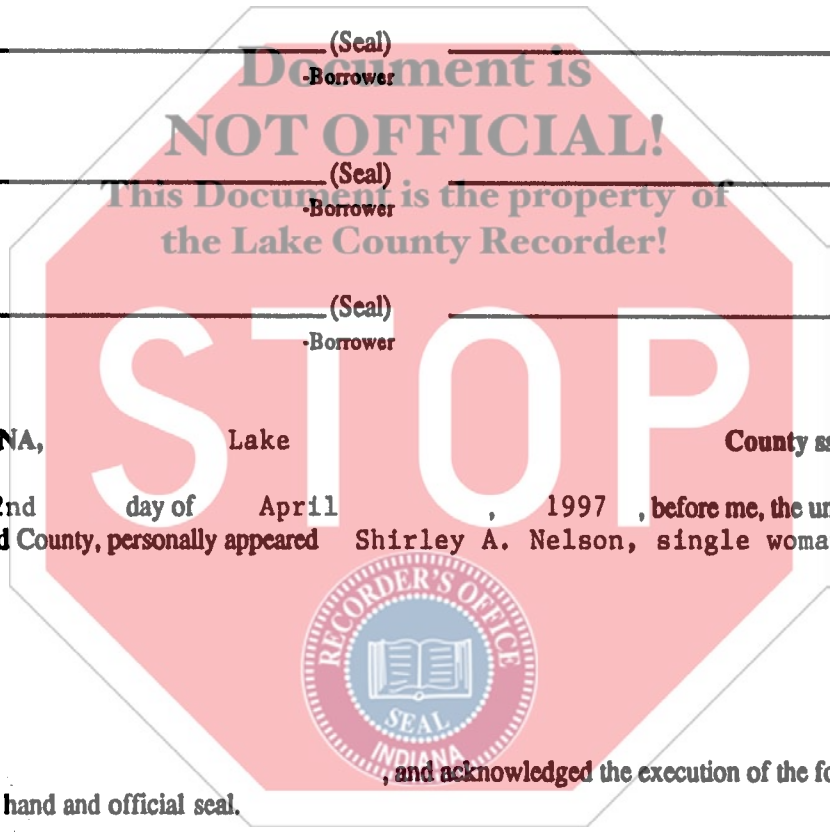 (Seal)
-Borrower
Document is
NOT OFFICIAL!
(Seal)
-Borrower
This Document is the property of
the Lake County Recorder!
(Seal)
-Borrower
STOP
NA, Lake County ss
2nd day of April , 1997 , before me, the un
d County, personally appeared Shirley A. Nelson, single woma
RECORDER'S OFFICE
SEAL
INDIANA
, and acknowledged the execution of the fo
hand and official seal.